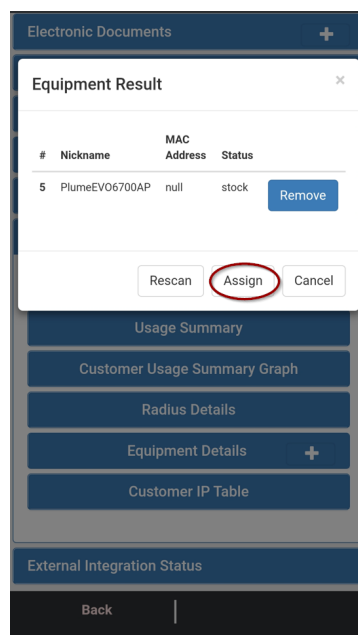 Electronic Documents +
Equipment Result ×
MAC
# Nickname Address Status
5 PlumeEVO6700AP null stock Remove
Rescan Assign Cancel
Usage Summary
Customer Usage Summary Graph
Radius Details
Equipment Details +
Customer IP Table
External Integration Status
Back